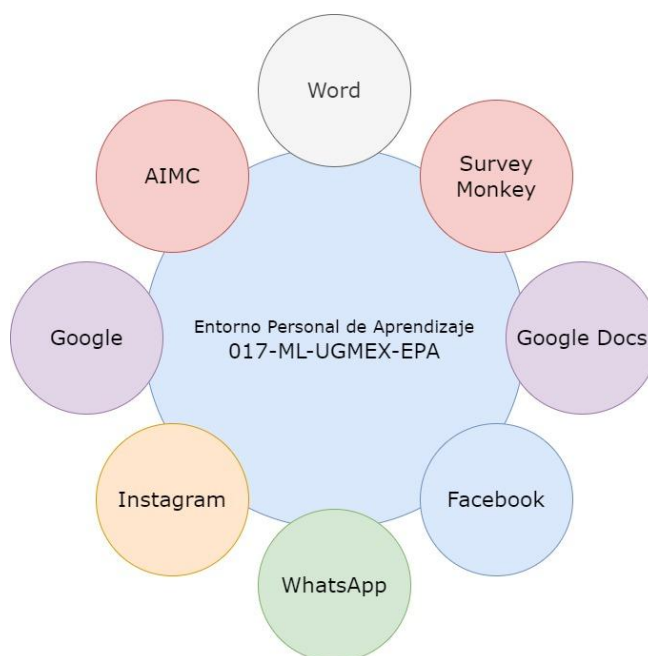 Word
AIMC
Survey
Monkey
Google
Entorno Personal de Aprendizaje
017-ML-UGMEX-EPA
Google Docs
Instagram
Facebook
WhatsApp